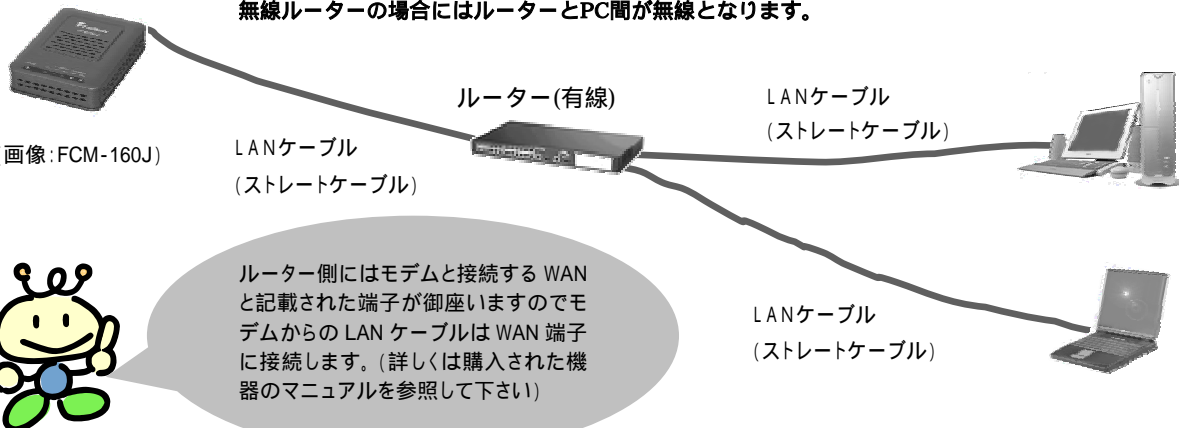 無線ルーターの場合にはルーターとPC間が無線となります。
ルーター(有線)
LANケーブル
(ストレートケーブル)
画像:FCM-160J)
LANケーブル
(ストレートケーブル)
ルーター側にはモデムと接続する WAN
と記載された端子が御座いますのでモ
デムからの LAN ケーブルは WAN 端子
に接続します。(詳しくは購入された機
器のマニュアルを参照して下さい)
LANケーブル
(ストレートケーブル)